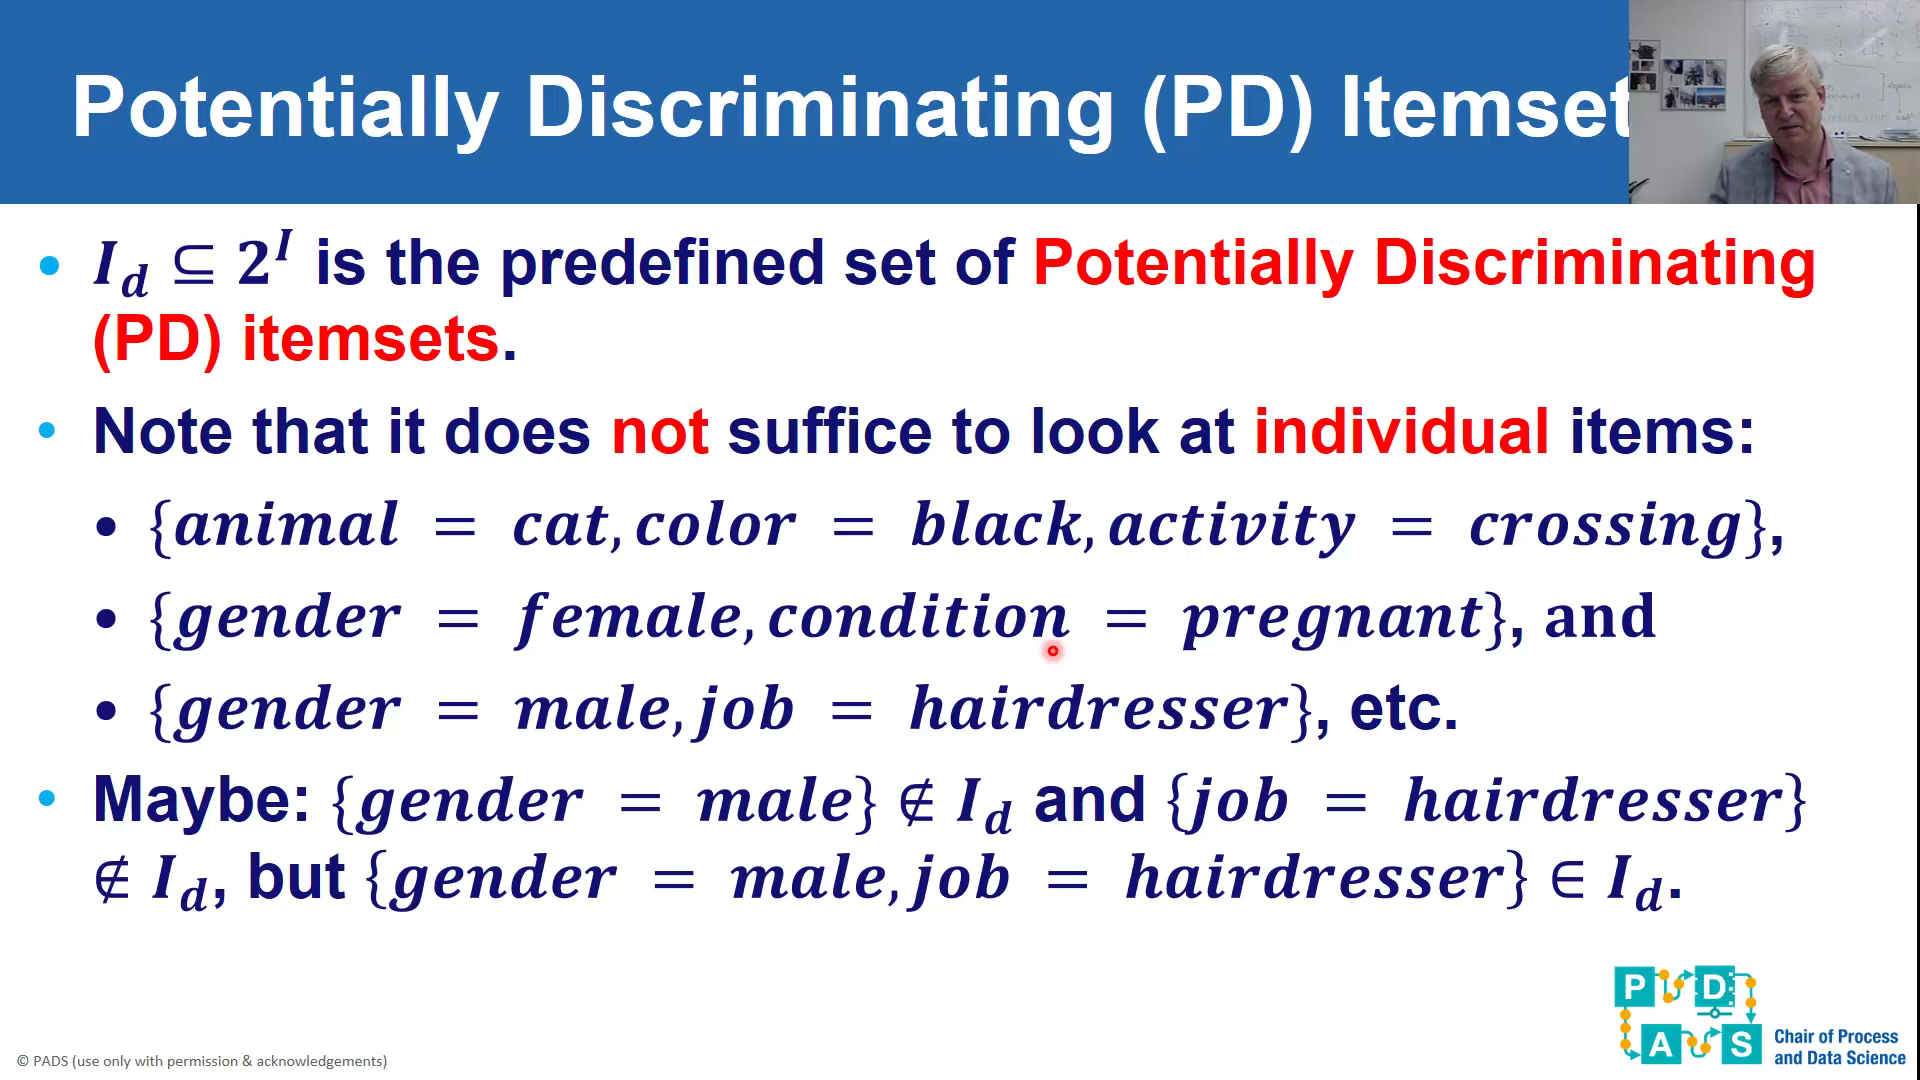 Potentially Discriminating (PD) Itemset
• I_d ⊆ 2^I is the predefined set of Potentially Discriminating
(PD) itemsets.
• Note that it does not suffice to look at individual items:
• {animal = cat, color = black, activity = crossing},
• {gender = female, condition = pregnant}, and
• {gender = male, job = hairdresser}, etc.
• Maybe: {gender = male} ∉ I_d and {job = hairdresser}
∉ I_d, but {gender = male, job = hairdresser} ∈ I_d.
P D
A S
Chair of Process
and Data Science
© PADS (use only with permission & acknowledgements)